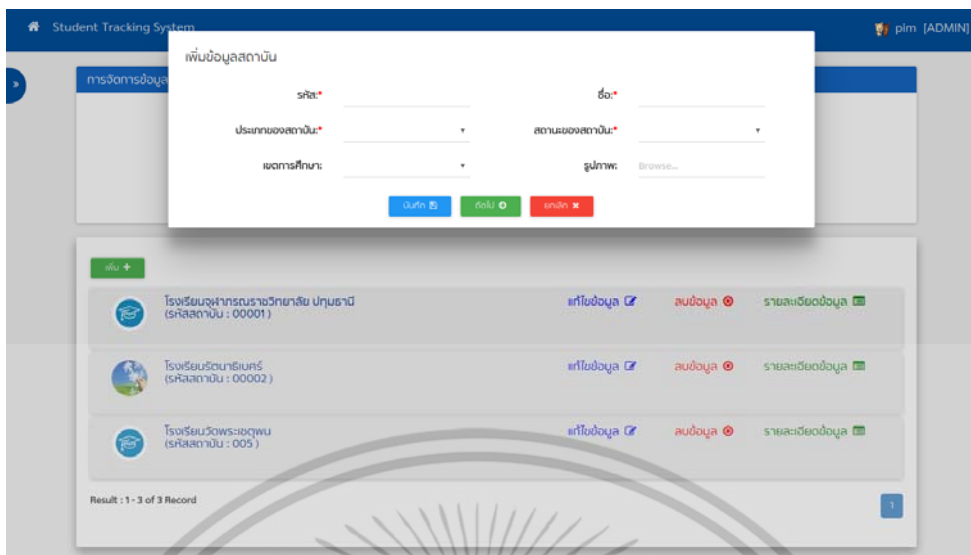 Student Tracking System
pim [ADMIN]
»
การจัดการข้อมูล
เพิ่มข้อมูลสถาบัน
รหัส:*
ชื่อ:*
ประเภทของสถาบัน:*
สถานะของสถาบัน:*
เขตการศึกษา:
รูปภาพ:
Browse...
บันทึก
ถัดไป
ยกเลิก
เพิ่ม
โรงเรียนจุฬาภรณราชวิทยาลัย ปทุมธานี
(รหัสสถาบัน : 00001 )
แก้ไขข้อมูล
ลบข้อมูล
รายละเอียดข้อมูล
โรงเรียนรัตนาธิเบศร์
(รหัสสถาบัน : 00002 )
แก้ไขข้อมูล
ลบข้อมูล
รายละเอียดข้อมูล
โรงเรียนวัดพระเชตุพน
(รหัสสถาบัน : 005 )
แก้ไขข้อมูล
ลบข้อมูล
รายละเอียดข้อมูล
Result : 1 - 3 of 3 Record
1